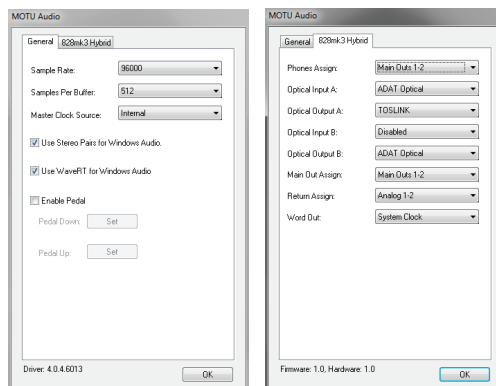 MOTU Audio
General 828mk3 Hybrid
Sample Rate: 96000
Samples Per Buffer: 512
Master Clock Source: Internal
Use Stereo Pairs for Windows Audio.
Use WaveRT for Windows Audio
Enable Pedal
Pedal Down: Set
Pedal Up: Set
Driver: 4.0.4.6013
OK
MOTU Audio
General 828mk3 Hybrid
Phones Assign: Main Outs 1-2
Optical Input A: ADAT Optical
Optical Output A: TOSLINK
Optical Input B: Disabled
Optical Output B: ADAT Optical
Main Out Assign: Main Outs 1-2
Return Assign: Analog 1-2
Word Out: System Clock
Firmware: 1.0, Hardware: 1.0
OK